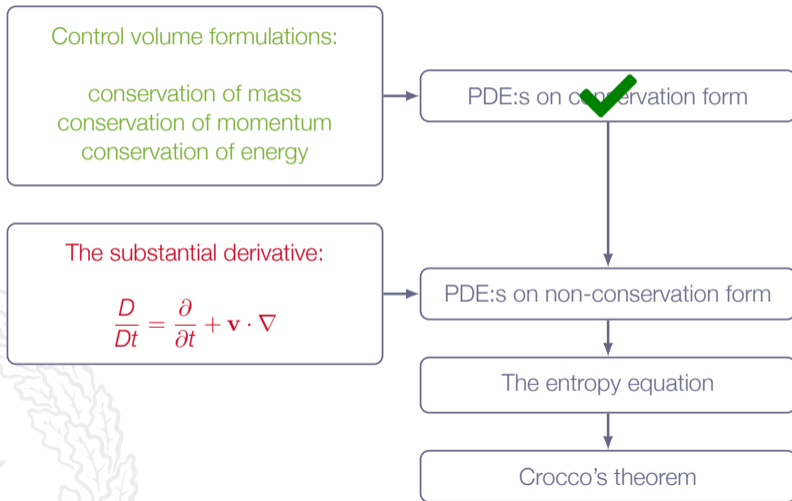 Control volume formulations:
conservation of mass
conservation of momentum
conservation of energy
PDE:s on conservation form
The substantial derivative:
D/Dt = ∂/∂t + v · ∇
PDE:s on non-conservation form
The entropy equation
Crocco's theorem